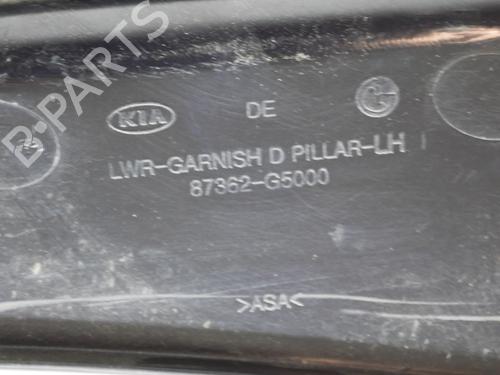 KIA DE
LWR-GARNISH D PILLAR-LH
87362-G5000
>ASA<
B-PARTS